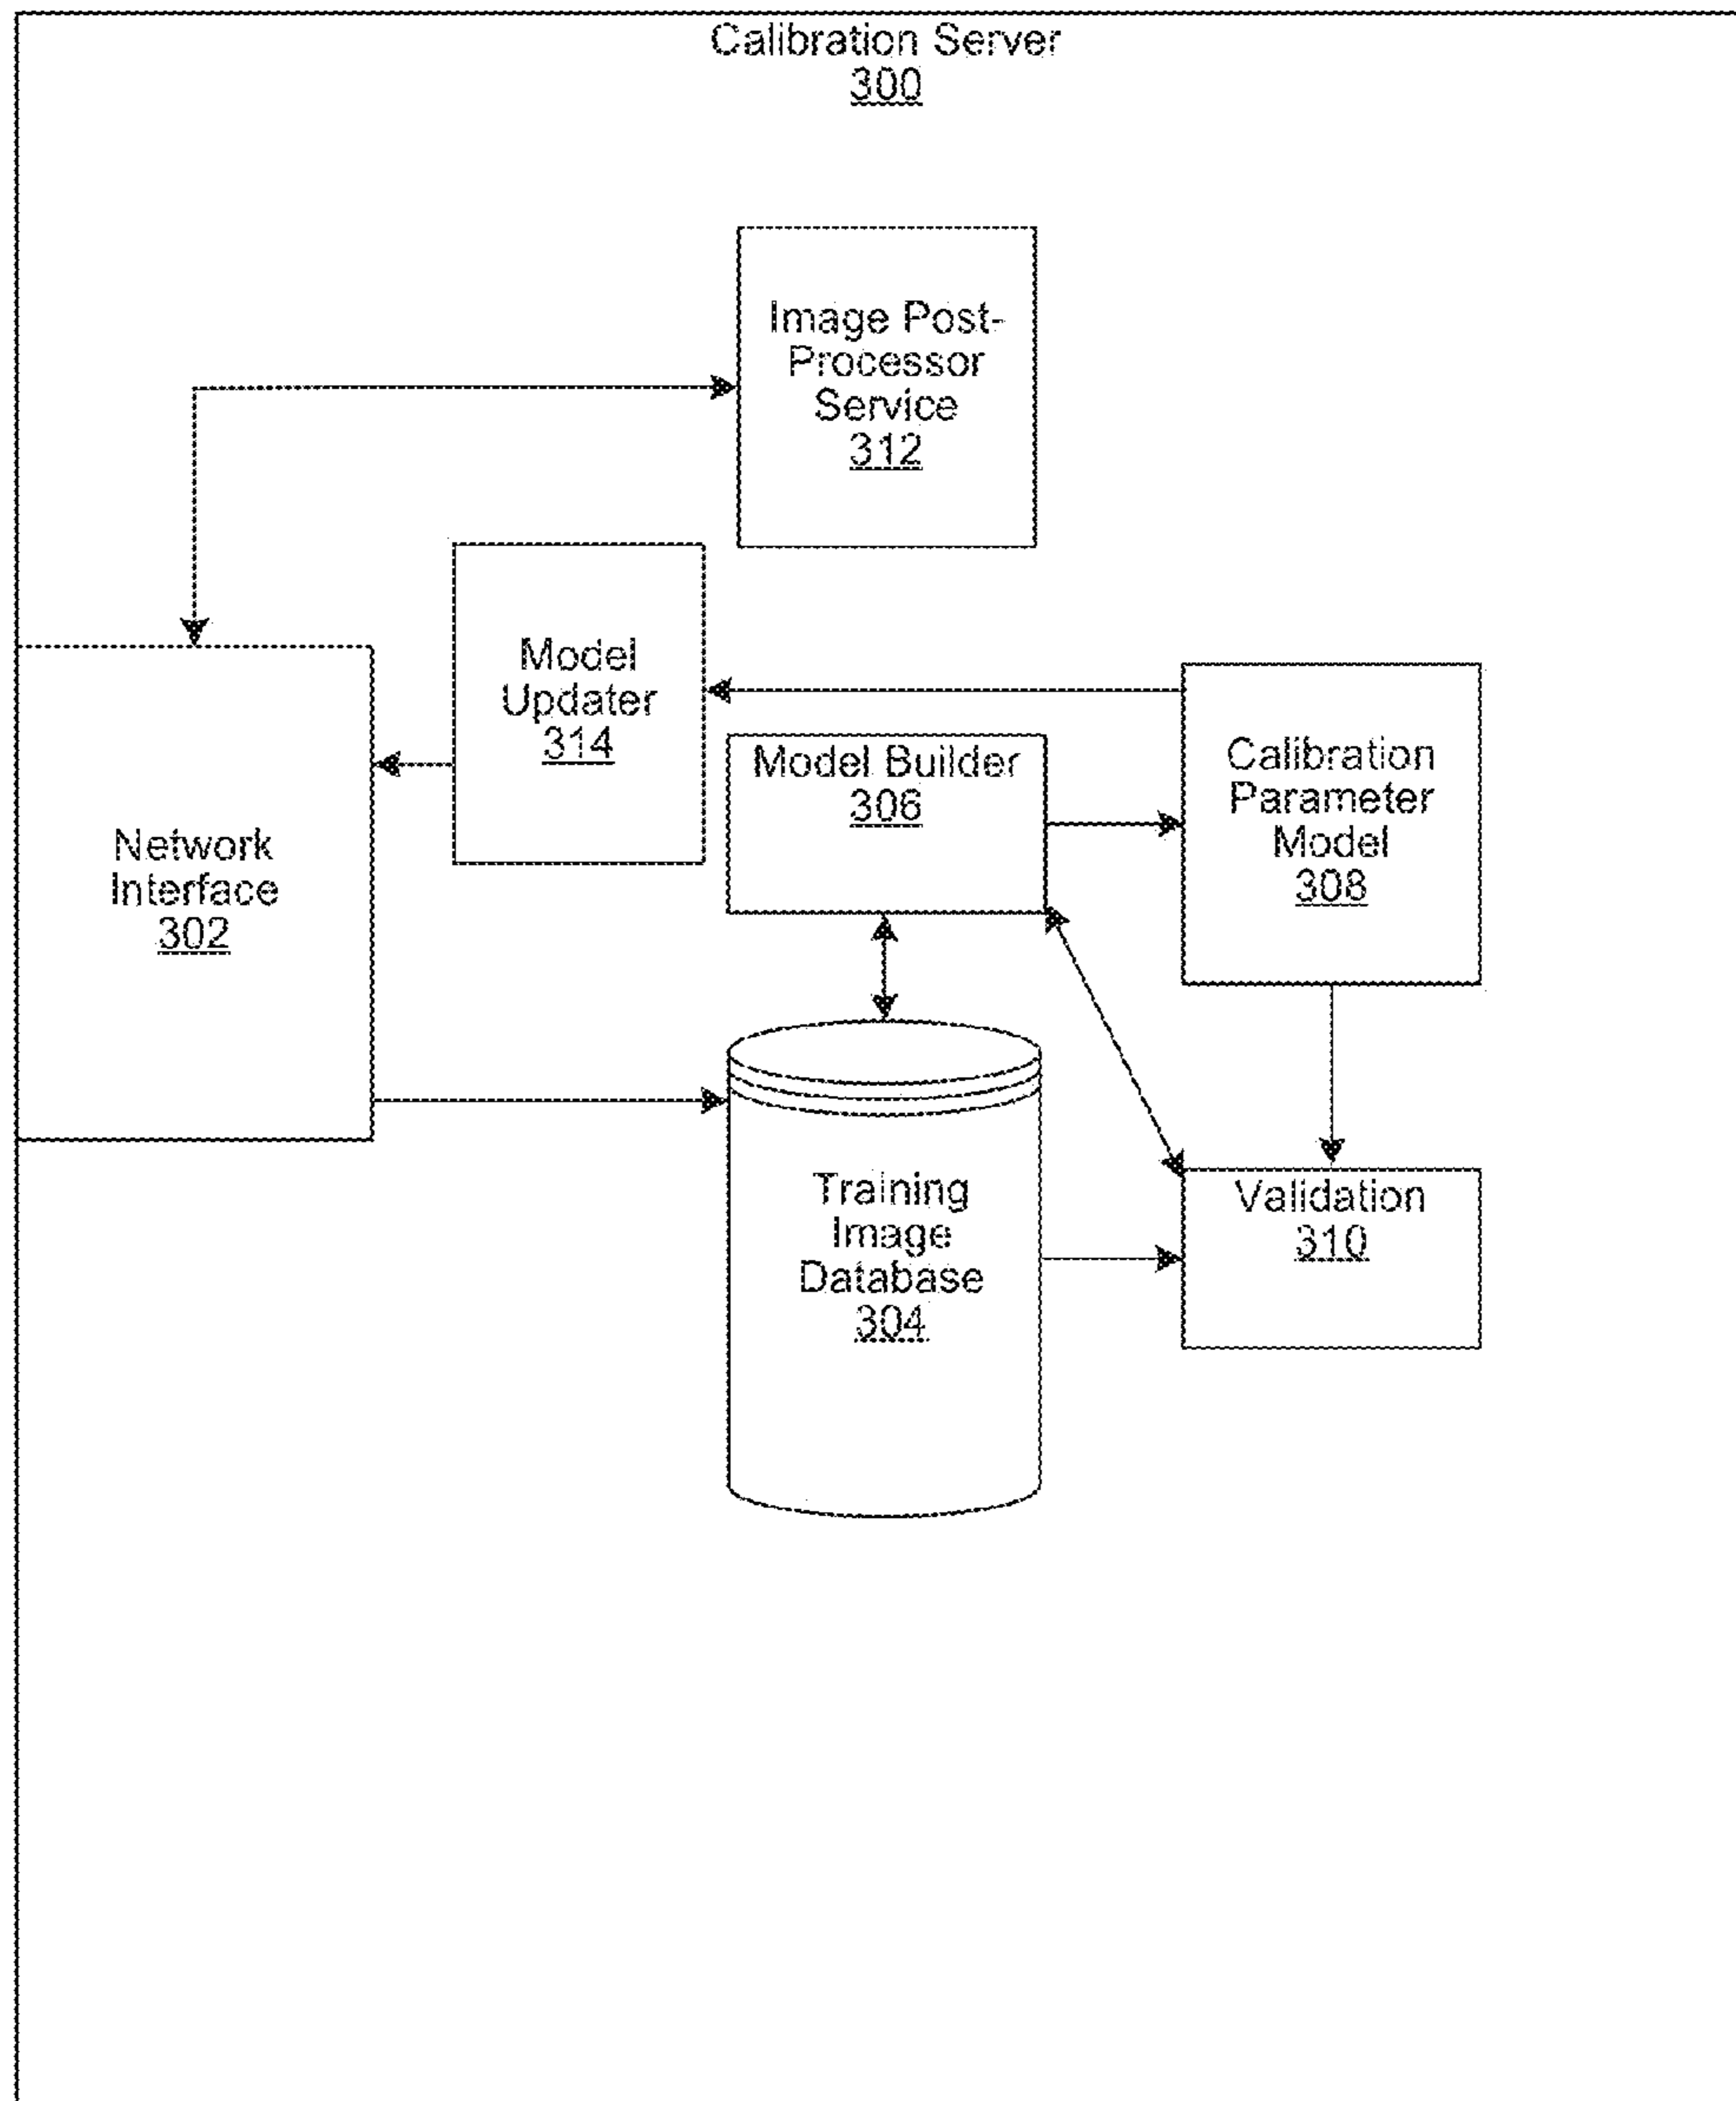 Calibration Server
300
Image Post-
Processor
Service
312
Model
Updater
314
Model Builder
306
Calibration
Parameter
Model
308
Network
Interface
302
Training
Image
Database
304
Validation
310